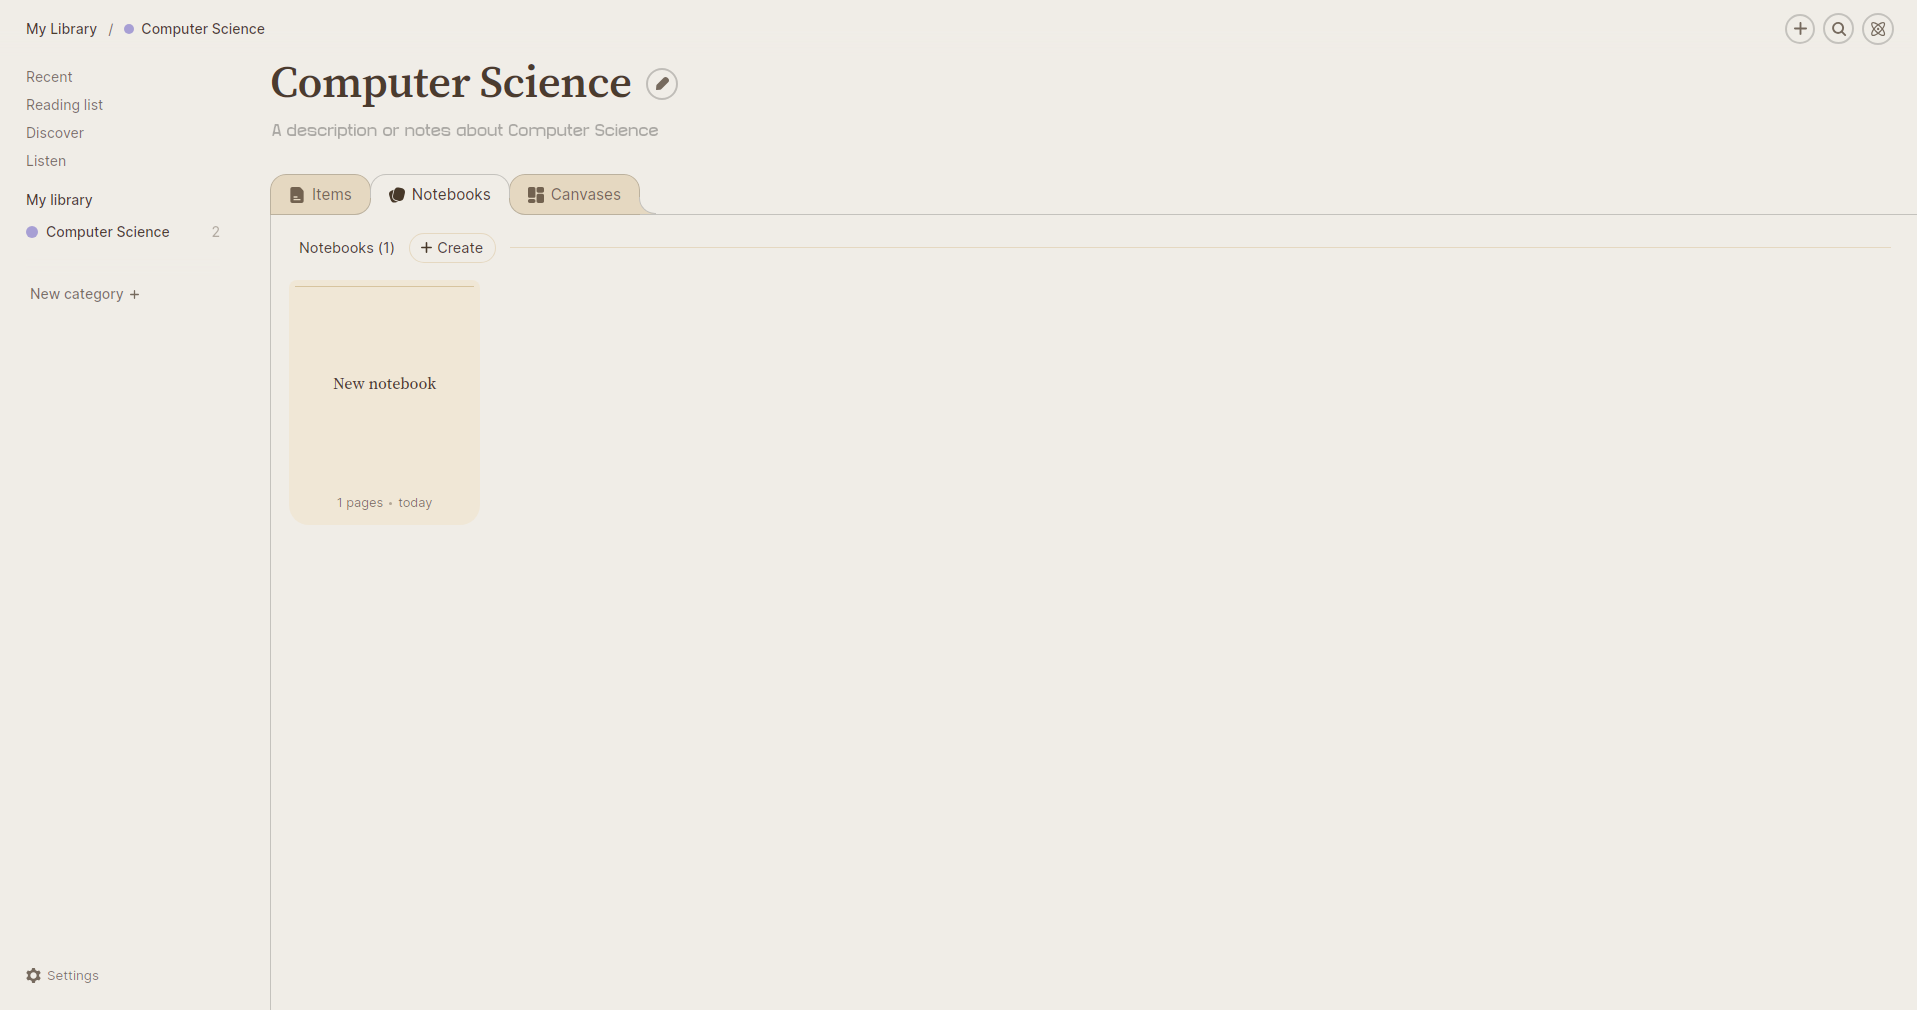 My Library / Computer Science
Recent
Reading list
Discover
Listen
My library
Computer Science 2
New category +
Settings
Computer Science
A description or notes about Computer Science
Items
Notebooks
Canvases
Notebooks (1)
+ Create
New notebook
1 pages • today